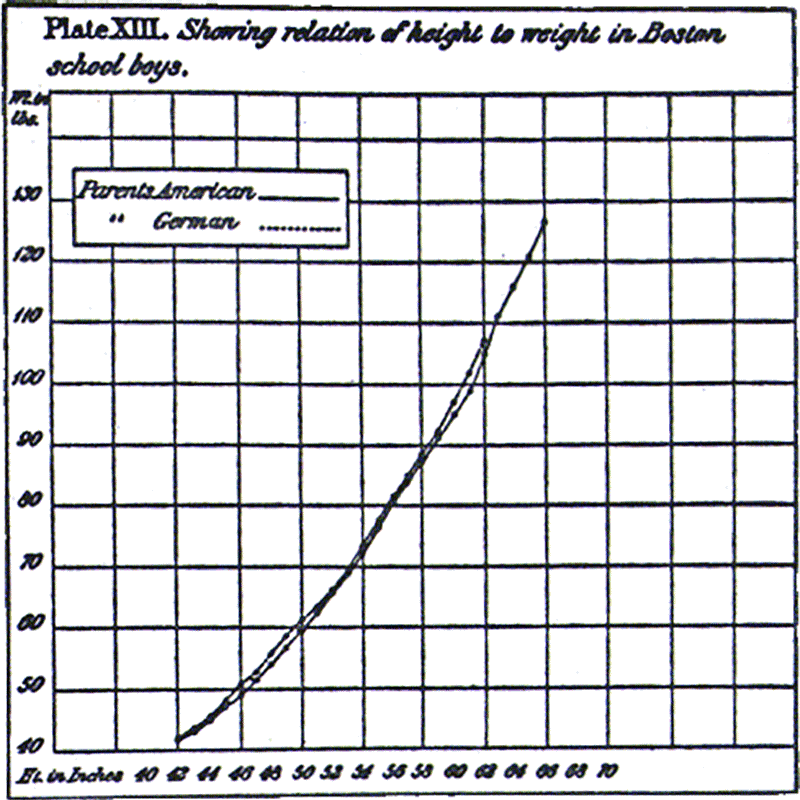 Plate XIII. Showing relation of height to weight in Boston
school boys.
Wt. in
lbs.
Parents American
" German
130
120
110
100
90
80
70
60
50
40
Ht. in Inches 40 42 44 46 48 50 52 54 56 58 60 62 64 66 68 70